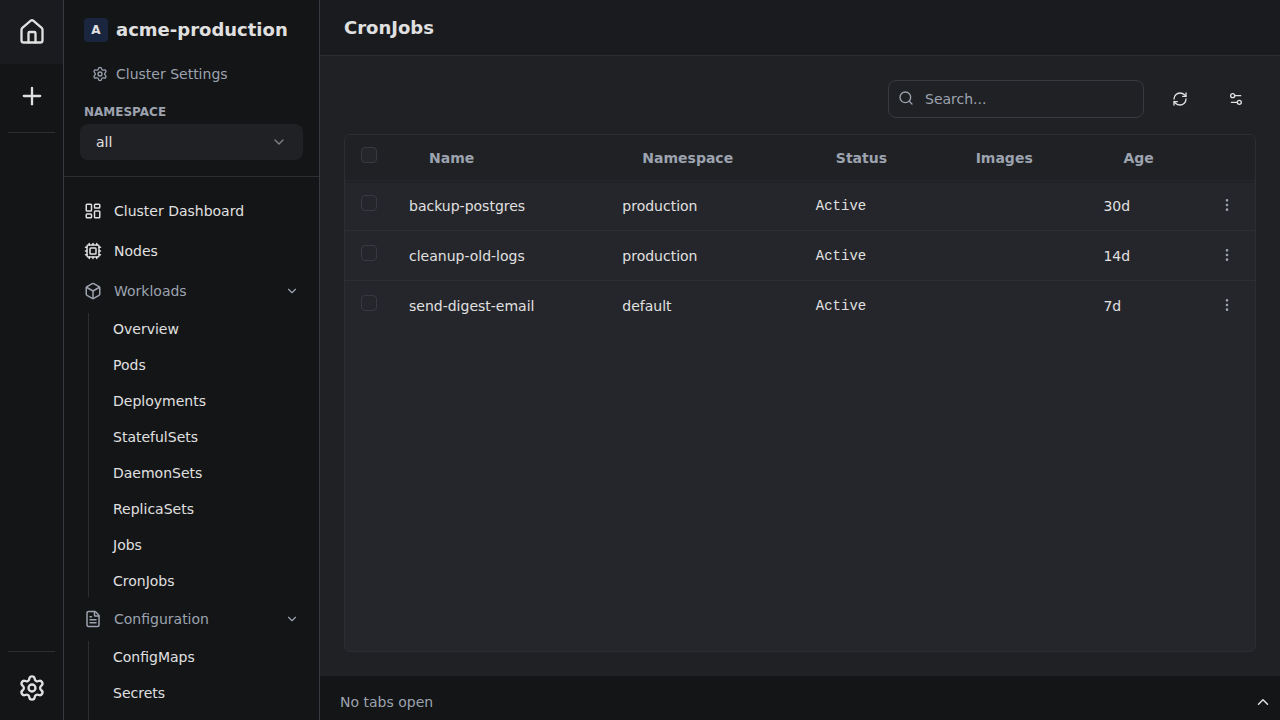 A acme-production
Cluster Settings
NAMESPACE
all
Cluster Dashboard
Nodes
Workloads
Overview
Pods
Deployments
StatefulSets
DaemonSets
ReplicaSets
Jobs
CronJobs
Configuration
ConfigMaps
Secrets
CronJobs
Search...
Name Namespace Status Images Age
backup-postgres production Active 30d
cleanup-old-logs production Active 14d
send-digest-email default Active 7d
No tabs open